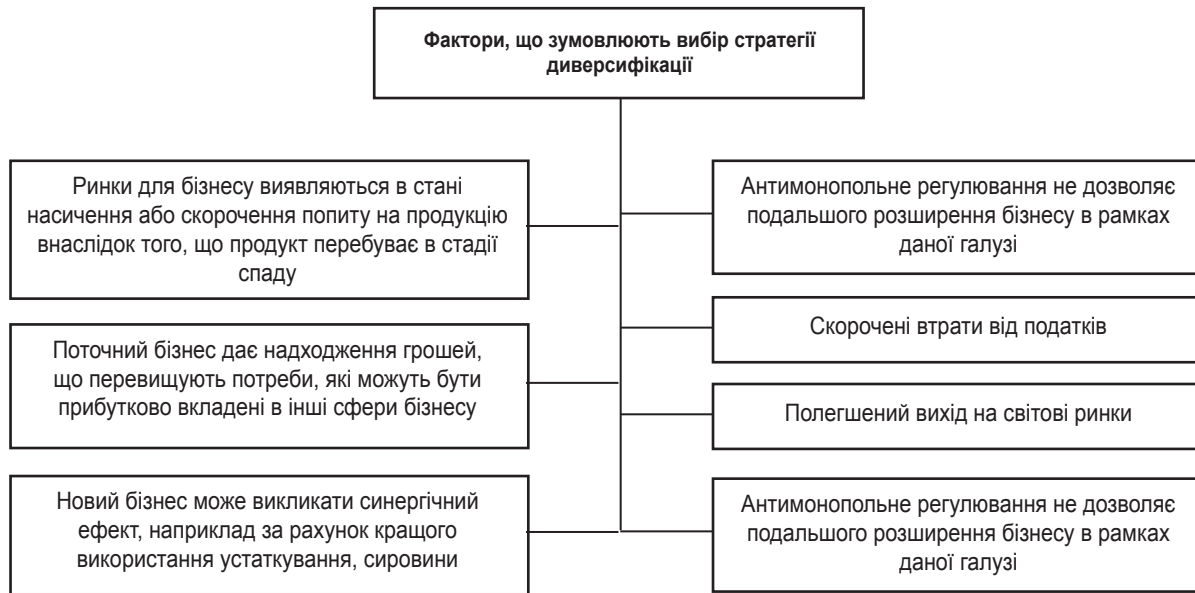 Фактори, що зумовлюють вибір стратегії
диверсифікації
Ринки для бізнесу виявляються в стані
насичення або скорочення попиту на продукцію
внаслідок того, що продукт перебуває в стадії
спаду
Поточний бізнес дає надходження грошей,
що перевищують потреби, які можуть бути
прибутково вкладені в інші сфери бізнесу
Новий бізнес може викликати синергічний
ефект, наприклад за рахунок кращого
використання устаткування, сировини
Антимонопольне регулювання не дозволяє
подальшого розширення бізнесу в рамках
даної галузі
Скорочені втрати від податків
Полегшений вихід на світові ринки
Антимонопольне регулювання не дозволяє
подальшого розширення бізнесу в рамках
даної галузі